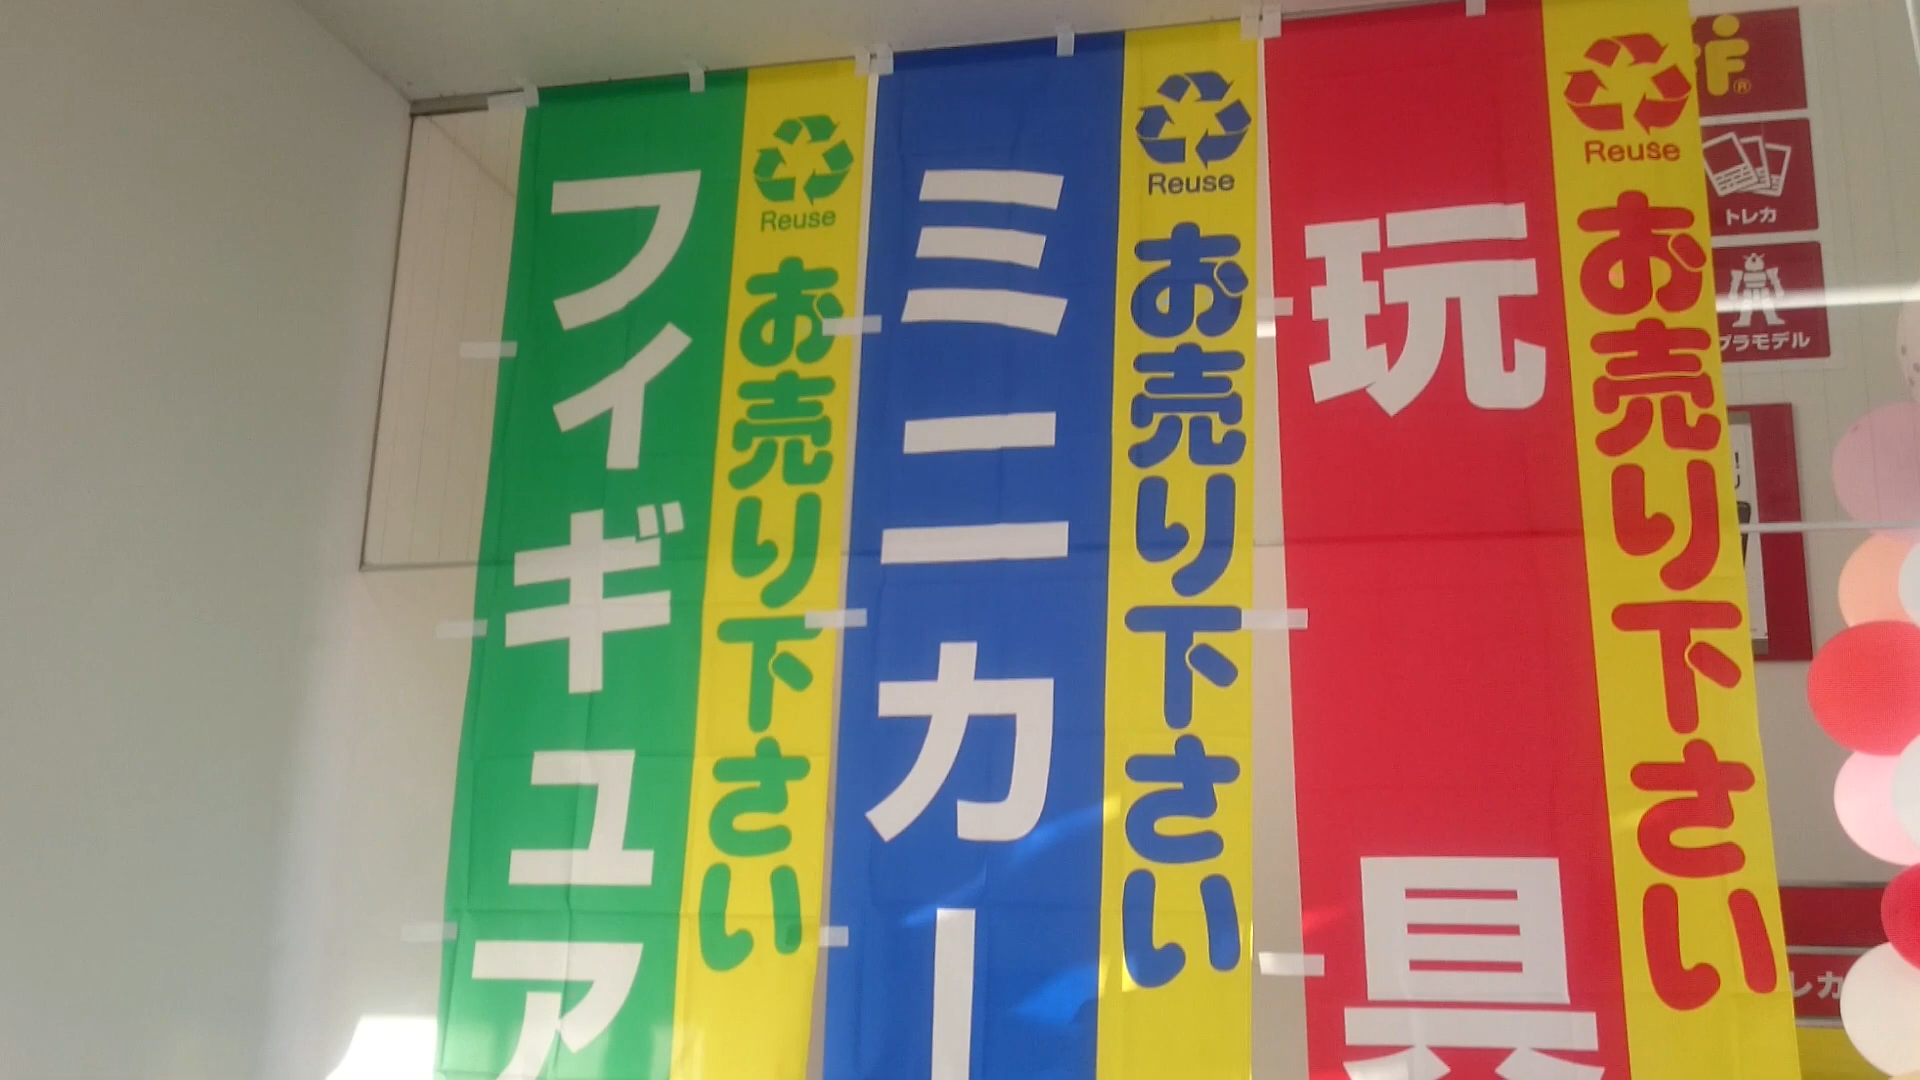 フィギュア
Reuse
お売り下さい
ミニカー
Reuse
お売り下さい
玩具
Reuse
お売り下さい
トレカ
プラモデル
レカ